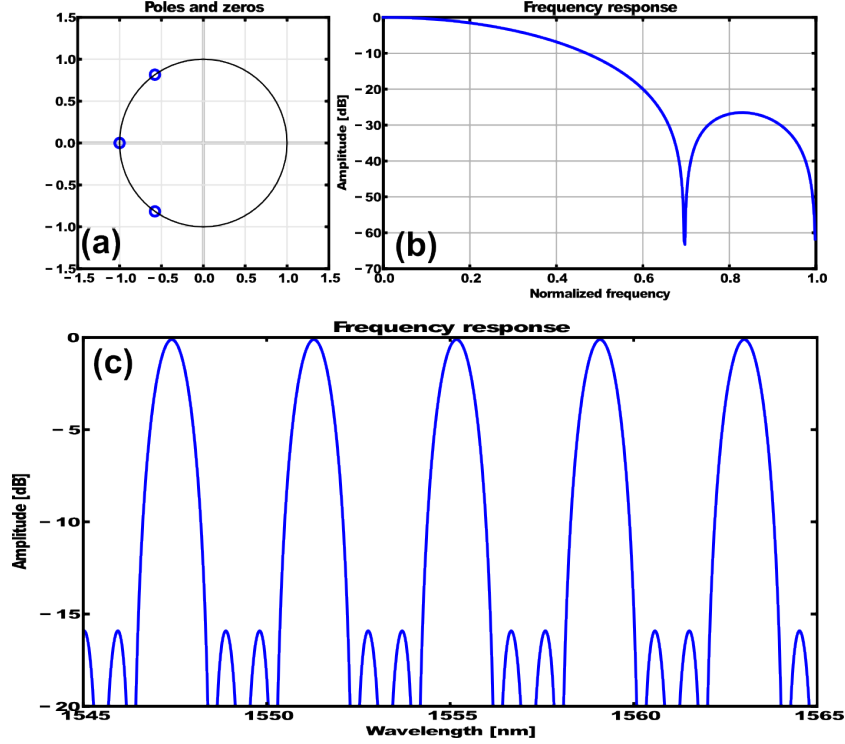 Poles and zeros
1.5
1.0
0.5
0.0
−0.5
−1.0
−1.5
−1.5 −1.0 −0.5 0.0 0.5 1.0 1.5
(a)
Frequency response
Amplitude [dB]
0
−10
−20
−30
−40
−50
−60
−70
0.0 0.2 0.4 0.6 0.8 1.0
Normalized frequency
(b)
Frequency response
(c)
Amplitude [dB]
0
−5
−10
−15
−20
1545 1550 1555 1560 1565
Wavelength [nm]